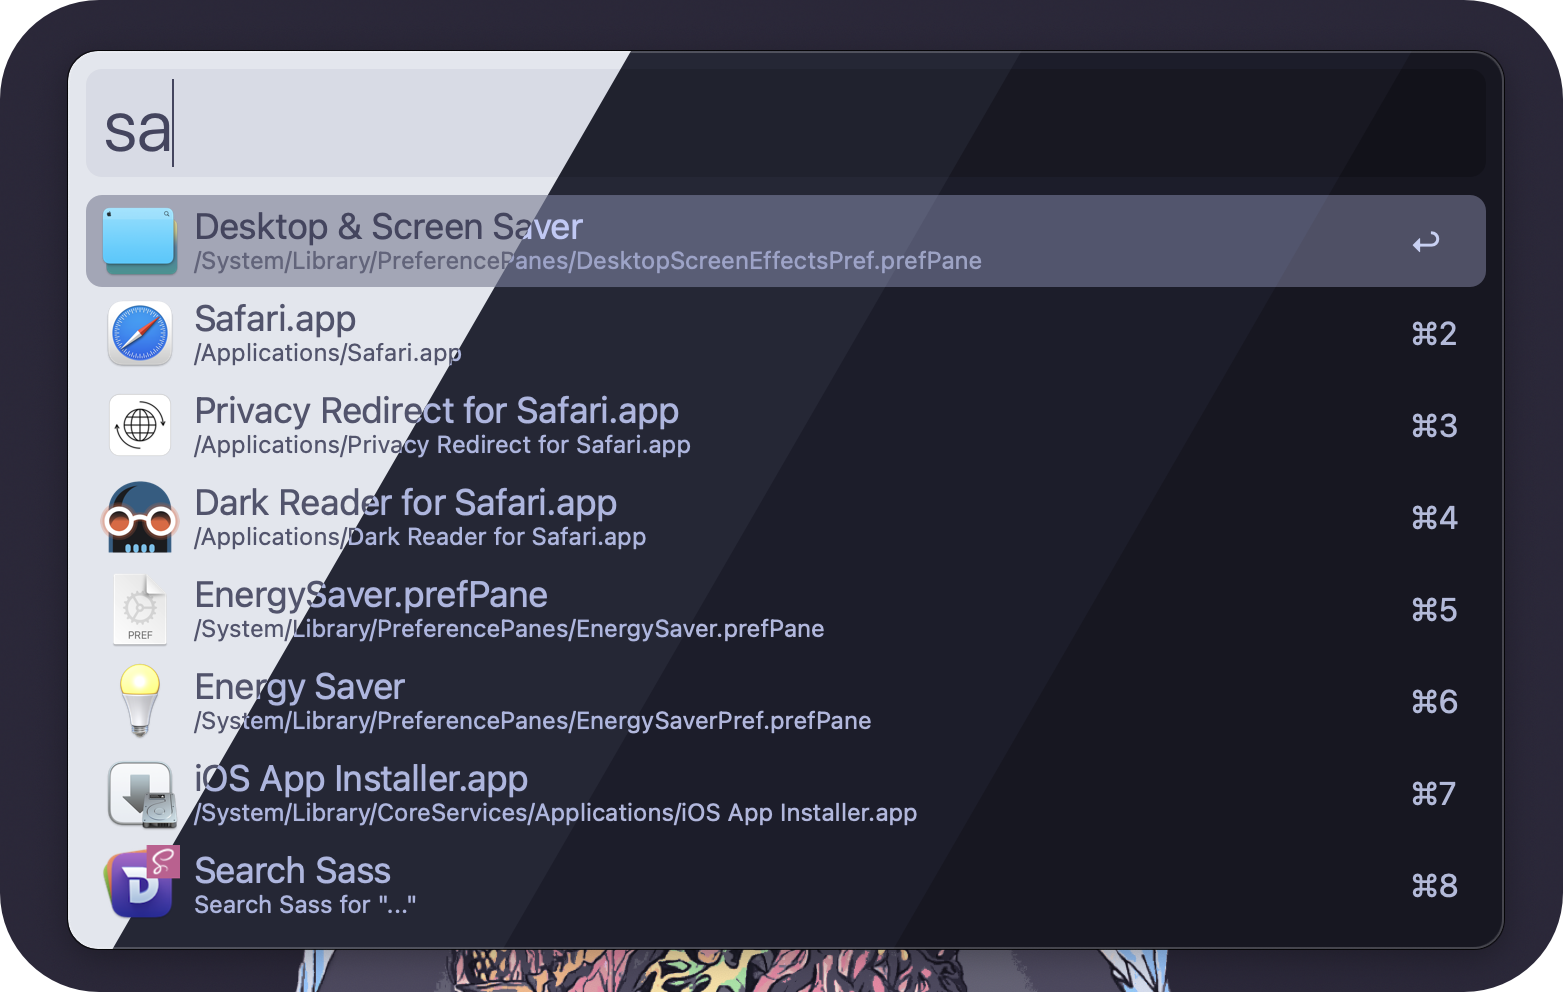 sa
Desktop & Screen Saver
/System/Library/PreferencePanes/DesktopScreenEffectsPref.prefPane
Safari.app
/Applications/Safari.app
⌘2
Privacy Redirect for Safari.app
/Applications/Privacy Redirect for Safari.app
⌘3
Dark Reader for Safari.app
/Applications/Dark Reader for Safari.app
⌘4
EnergySaver.prefPane
/System/Library/PreferencePanes/EnergySaver.prefPane
⌘5
PREF
Energy Saver
/System/Library/PreferencePanes/EnergySaverPref.prefPane
⌘6
iOS App Installer.app
/System/Library/CoreServices/Applications/iOS App Installer.app
⌘7
Search Sass
Search Sass for "..."
⌘8